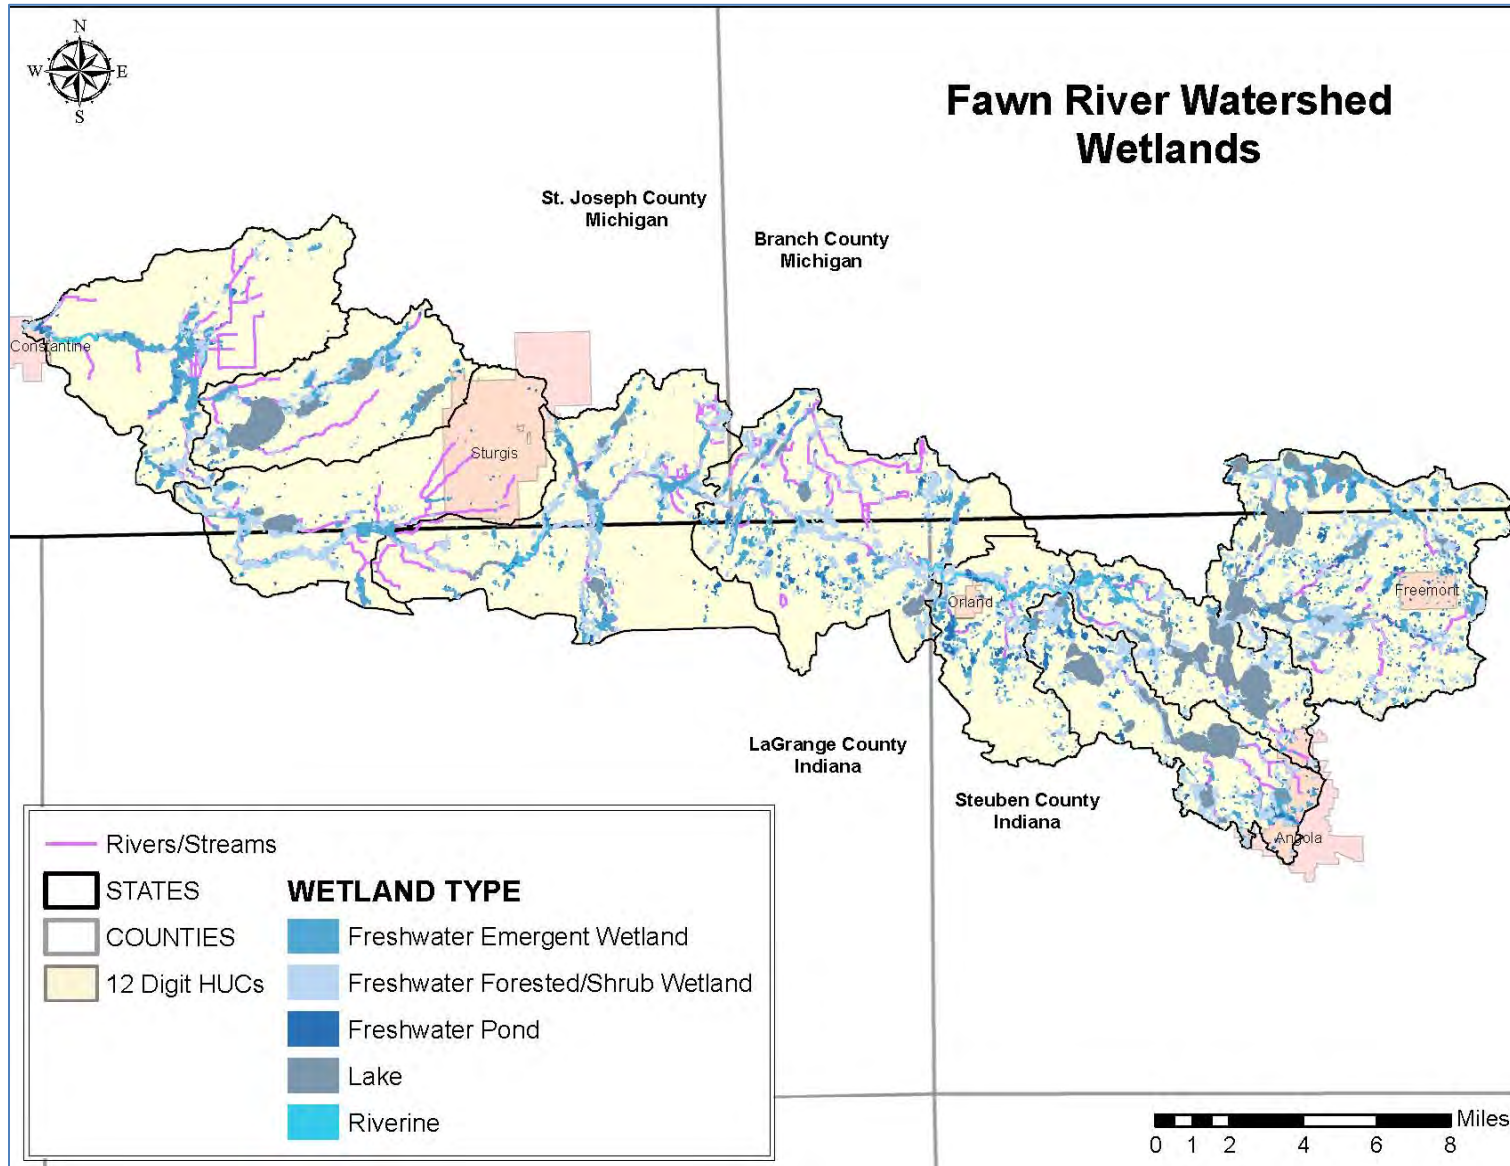 N
W E
S
Fawn River Watershed
Wetlands
St. Joseph County
Michigan
Branch County
Michigan
Constantine
Sturgis
Orland
Freemont
LaGrange County
Indiana
Steuben County
Indiana
Angola
Rivers/Streams
STATES
COUNTIES
12 Digit HUCs
WETLAND TYPE
Freshwater Emergent Wetland
Freshwater Forested/Shrub Wetland
Freshwater Pond
Lake
Riverine
Miles
0 1 2 4 6 8